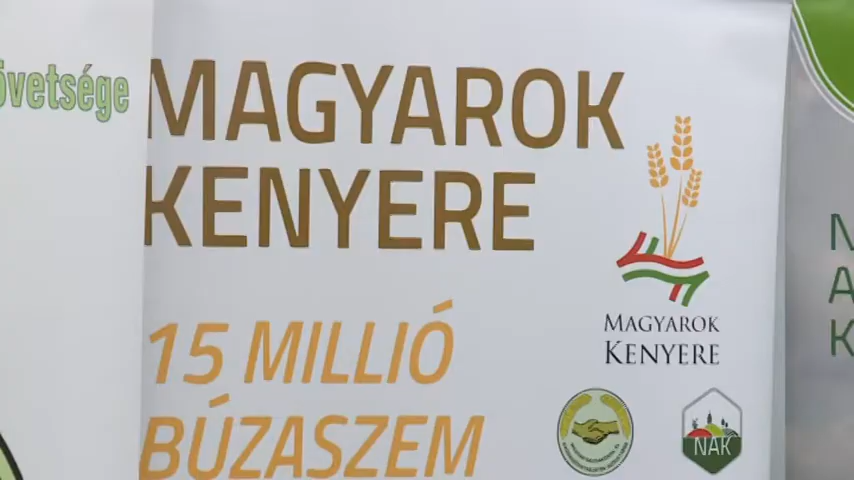 övetsége
MAGYAROK
KENYERE
15 MILLIÓ
BÚZASZEM
MAGYAROK
KENYERE
NAK
N
A
K